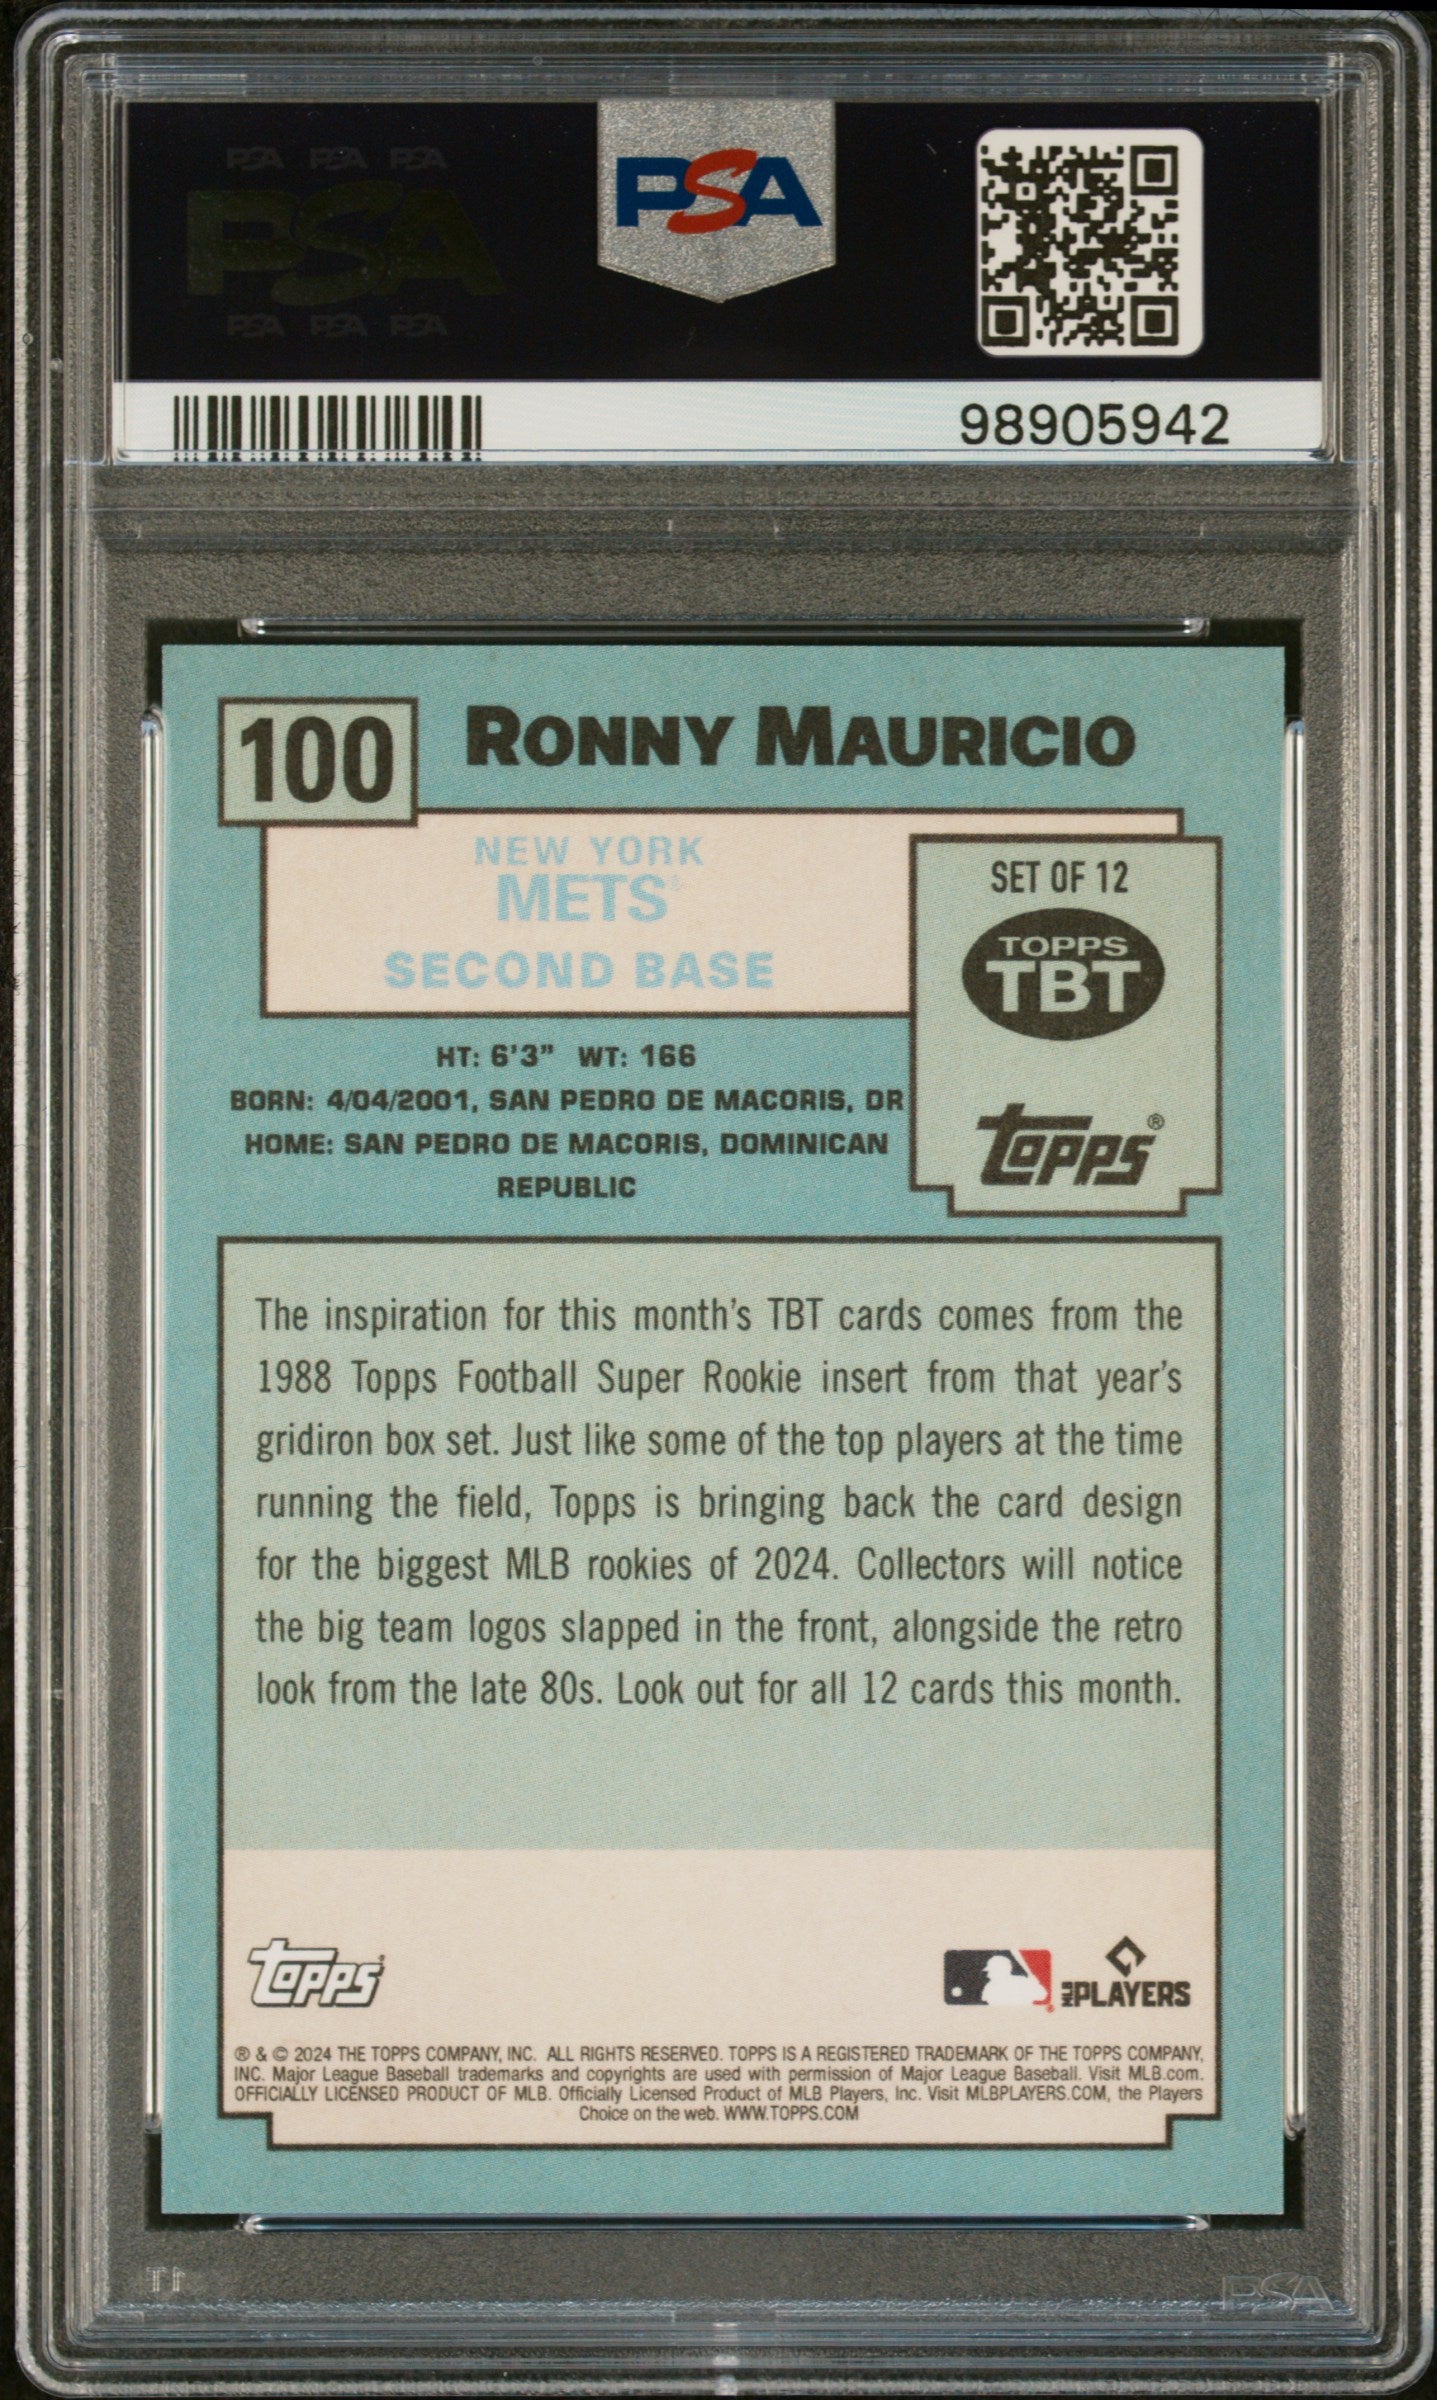 PSA PSA PSA
PSA
PSA PSA PSA
PSA
98905942
100
RONNY MAURICIO
NEW YORK
METS®
SECOND BASE
SET OF 12
TOPPS
TBT
Topps®
HT: 6'3" WT: 166
BORN: 4/04/2001, SAN PEDRO DE MACORIS, DR
HOME: SAN PEDRO DE MACORIS, DOMINICAN
REPUBLIC
The inspiration for this month's TBT cards comes from the
1988 Topps Football Super Rookie insert from that year's
gridiron box set. Just like some of the top players at the time
running the field, Topps is bringing back the card design
for the biggest MLB rookies of 2024. Collectors will notice
the big team logos slapped in the front, alongside the retro
look from the late 80s. Look out for all 12 cards this month.
Topps®
MLB PLAYERS
® & © 2024 THE TOPPS COMPANY, INC. ALL RIGHTS RESERVED. TOPPS IS A REGISTERED TRADEMARK OF THE TOPPS COMPANY,
INC. Major League Baseball trademarks and copyrights are used with permission of Major League Baseball. Visit MLB.com.
OFFICIALLY LICENSED PRODUCT OF MLB. Officially Licensed Product of MLB Players, Inc. Visit MLBPLAYERS.COM, the Players
Choice on the web. WWW.TOPPS.COM
PSA